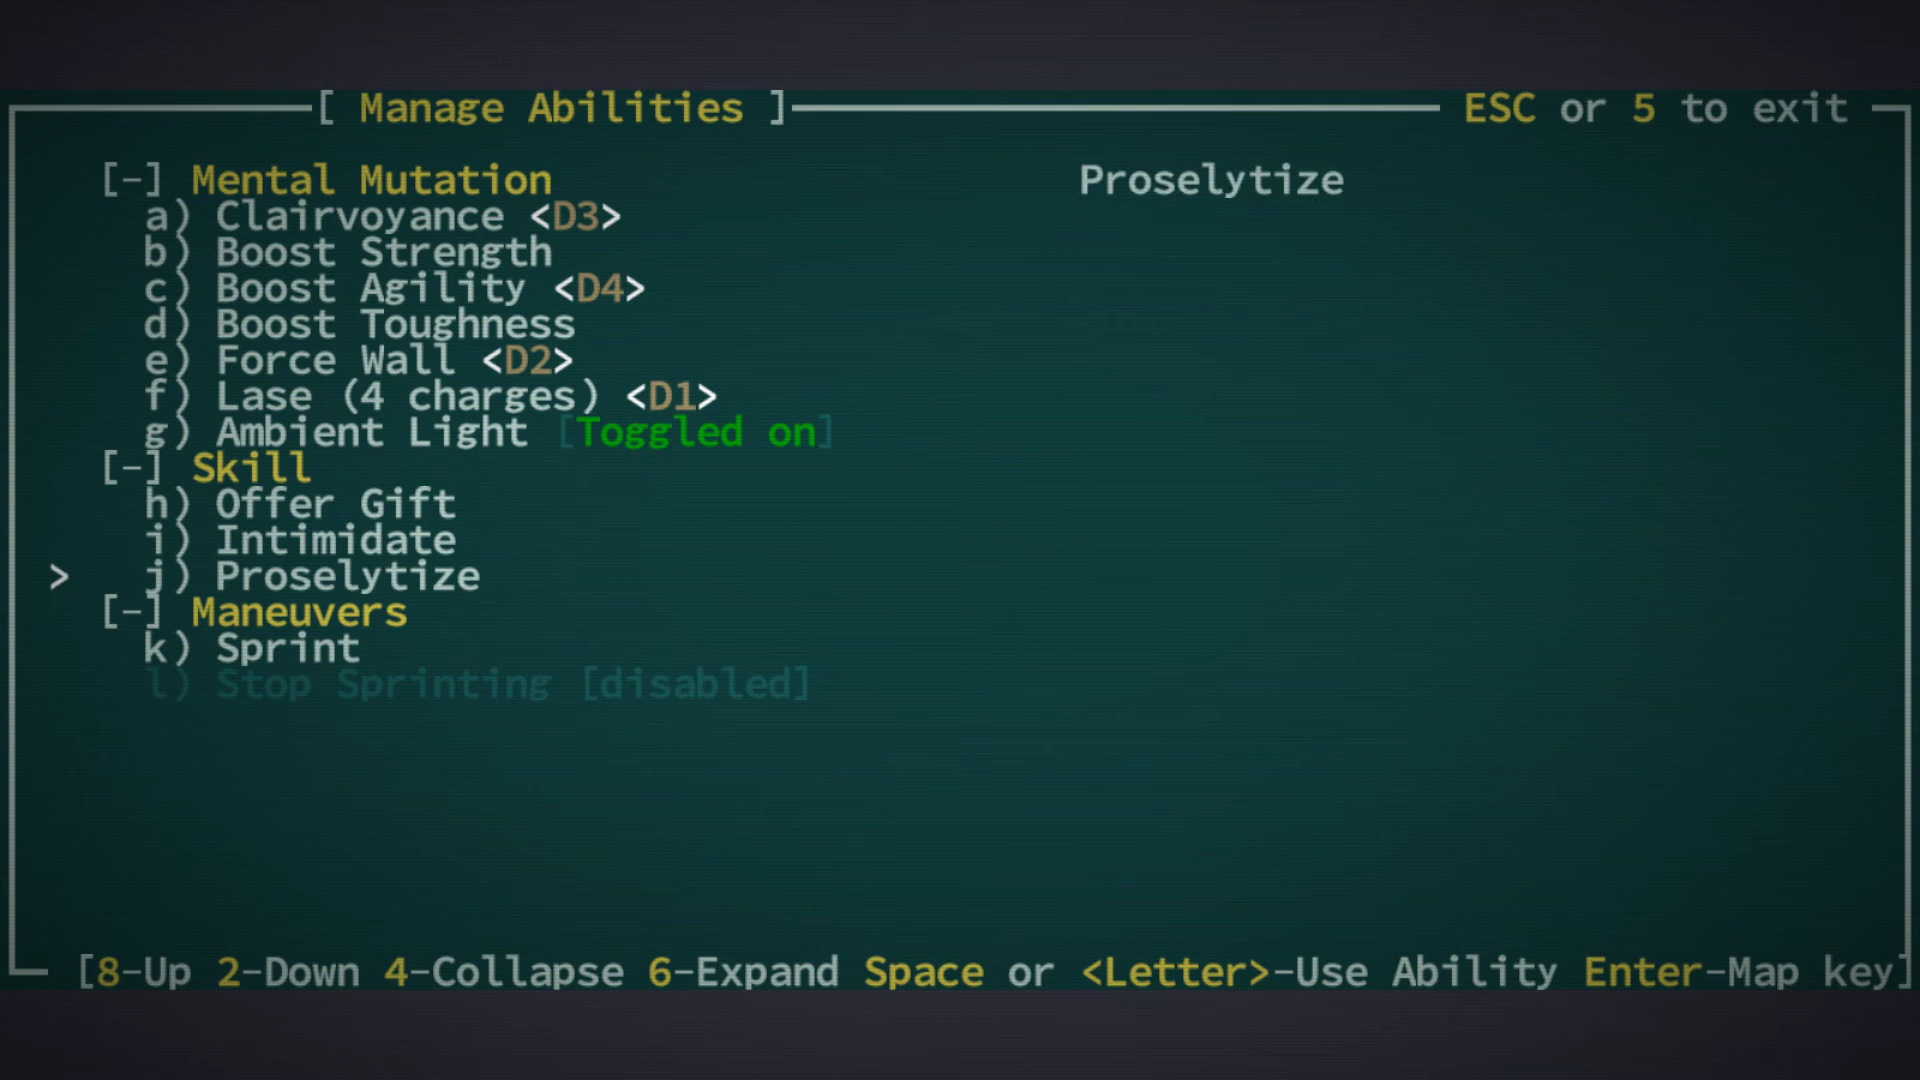 [ Manage Abilities ] ESC or 5 to exit
[-] Mental Mutation Proselytize
a) Clairvoyance <D3>
b) Boost Strength
c) Boost Agility <D4>
d) Boost Toughness
e) Force Wall <D2>
f) Lase (4 charges) <D1>
g) Ambient Light [Toggled on]
[-] Skill
h) Offer Gift
i) Intimidate
> j) Proselytize
[-] Maneuvers
k) Sprint
l) Stop Sprinting [disabled]
[8-Up 2-Down 4-Collapse 6-Expand Space or <Letter>-Use Ability Enter-Map key]